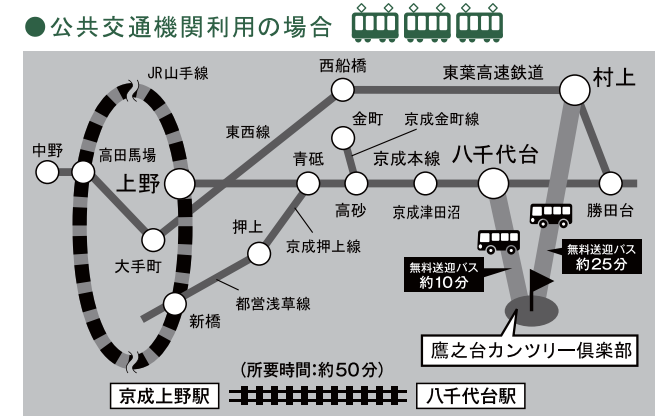 ●公共交通機関利用の場合
JR山手線
西船橋
東葉高速鉄道
村上
金町
京成金町線
東西線
中野
高田馬場
上野
青砥
京成本線
八千代台
高砂
京成津田沼
勝田台
押上
京成押上線
大手町
無料送迎バス
約10分
無料送迎バス
約25分
都営浅草線
新橋
鷹之台カンツリー倶楽部
(所要時間:約50分)
京成上野駅
八千代台駅